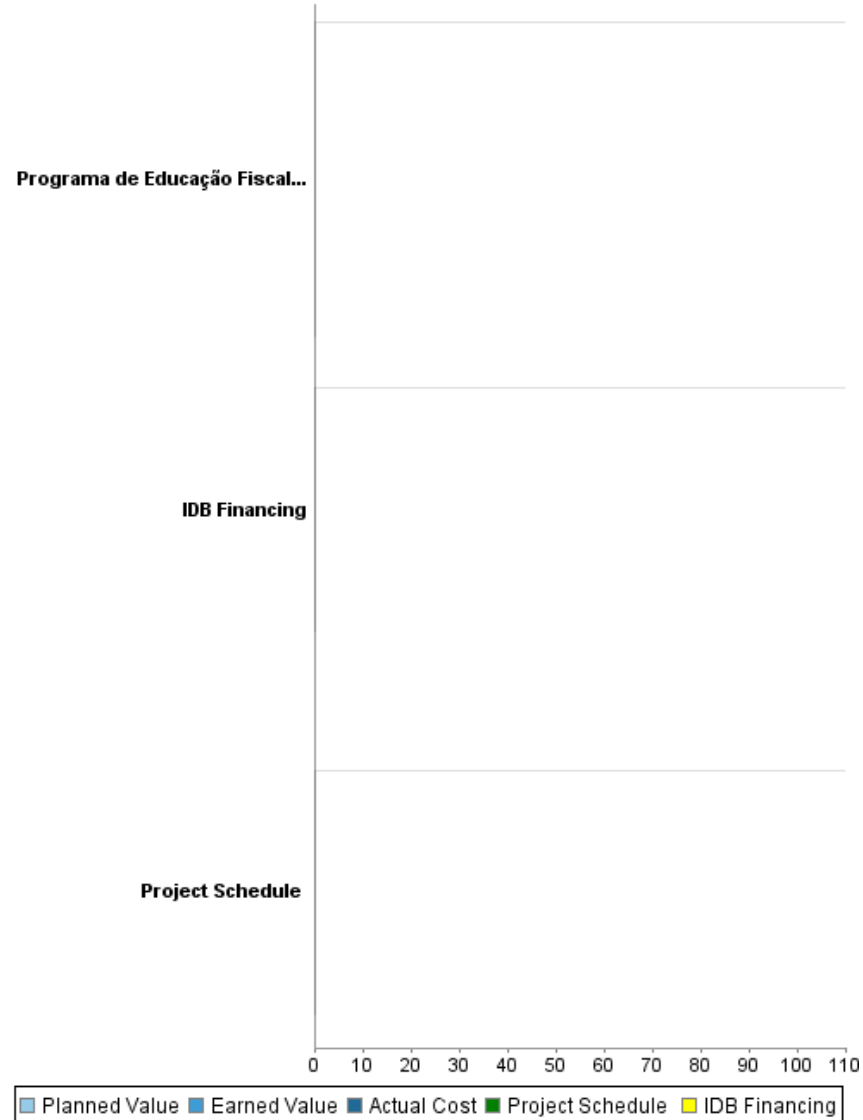 Programa de Educação Fiscal...
IDB Financing
Project Schedule
0 10 20 30 40 50 60 70 80 90 100 110
Planned Value Earned Value Actual Cost Project Schedule IDB Financing